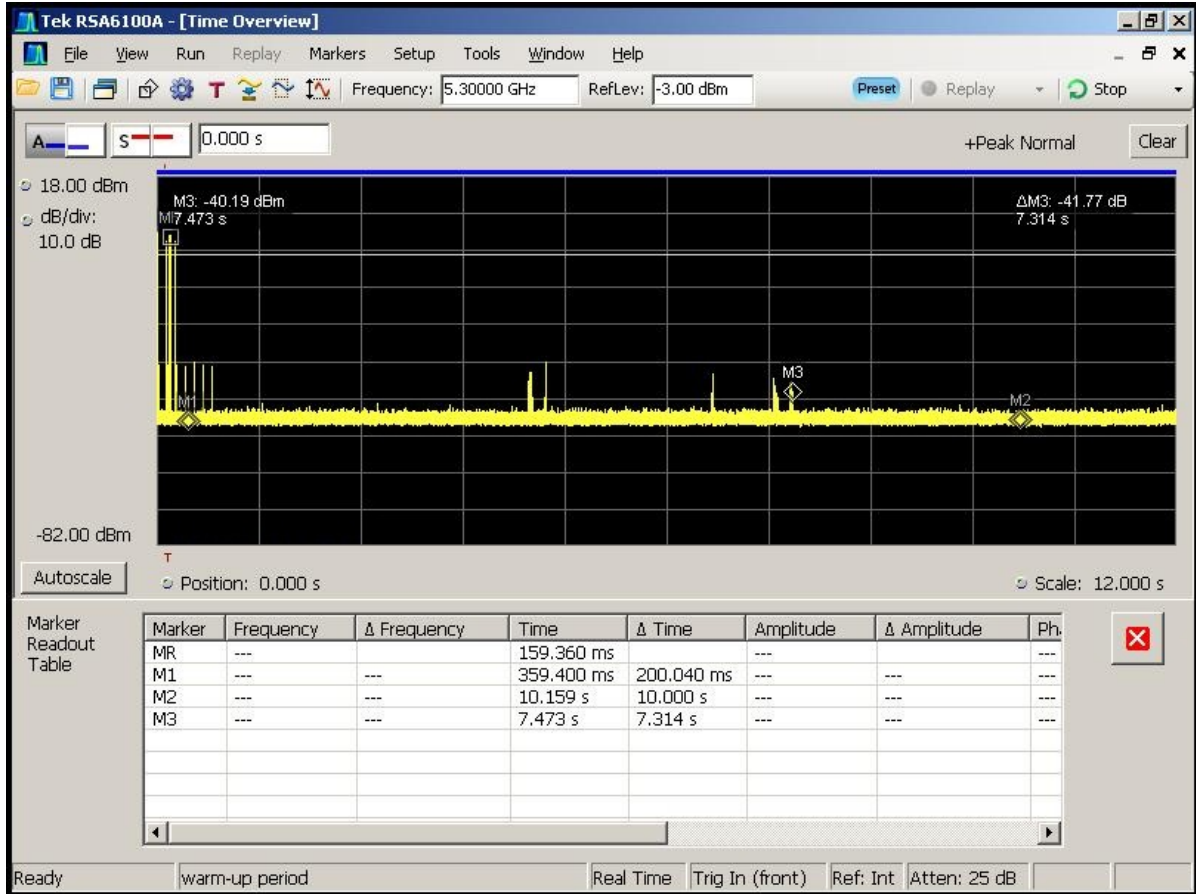 Tek RSA6100A - [Time Overview]
File View Run Replay Markers Setup Tools Window Help
Frequency: 5.30000 GHz RefLev: -3.00 dBm Preset Replay Stop
A S 0.000 s +Peak Normal Clear
18.00 dBm
dB/div:
10.0 dB
M3: -40.19 dBm
7.473 s
ΔM3: -41.77 dB
7.314 s
M3
M1
M2
-82.00 dBm
T
Autoscale Position: 0.000 s Scale: 12.000 s
Marker
Readout
Table
Marker Frequency Δ Frequency Time Δ Time Amplitude Δ Amplitude Ph
MR --- 159.360 ms --- ---
M1 --- --- 359.400 ms 200.040 ms --- --- ---
M2 --- --- 10.159 s 10.000 s --- --- ---
M3 --- --- 7.473 s 7.314 s --- --- ---
Ready warm-up period Real Time Trig In (front) Ref: Int Atten: 25 dB